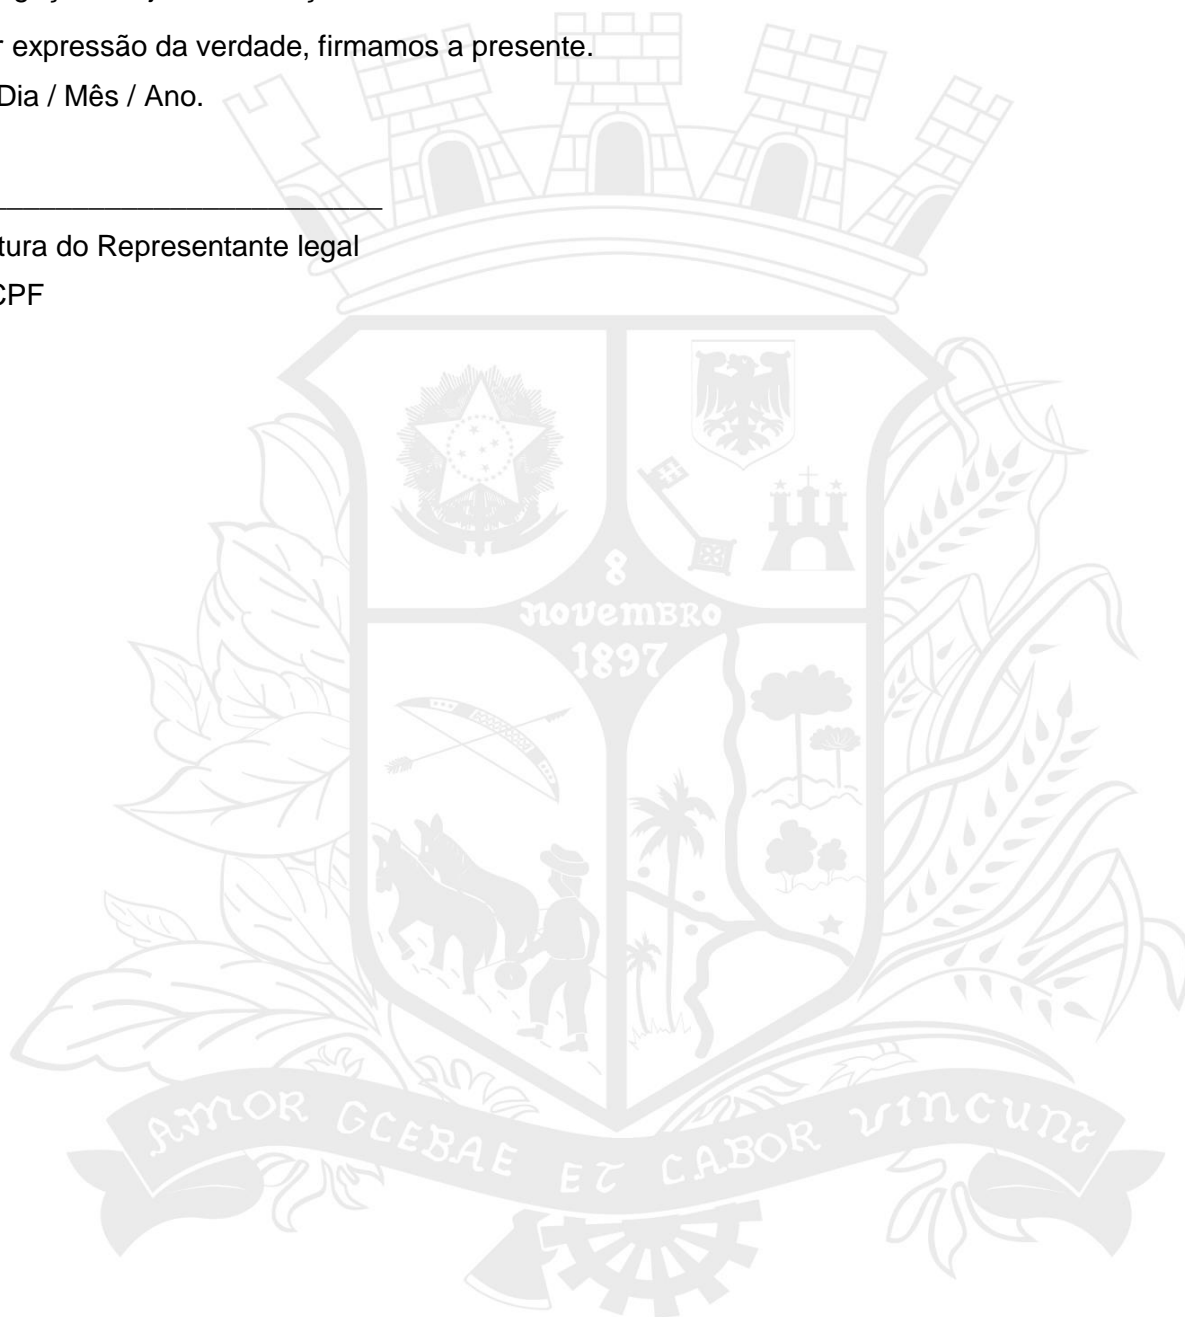 expressão da verdade, firmamos a presente.
Dia / Mês / Ano.
do Representante legal
CPF
8
NOVEMBRO
1897
AMOR GLEBAE ET LABOR VINCUNT